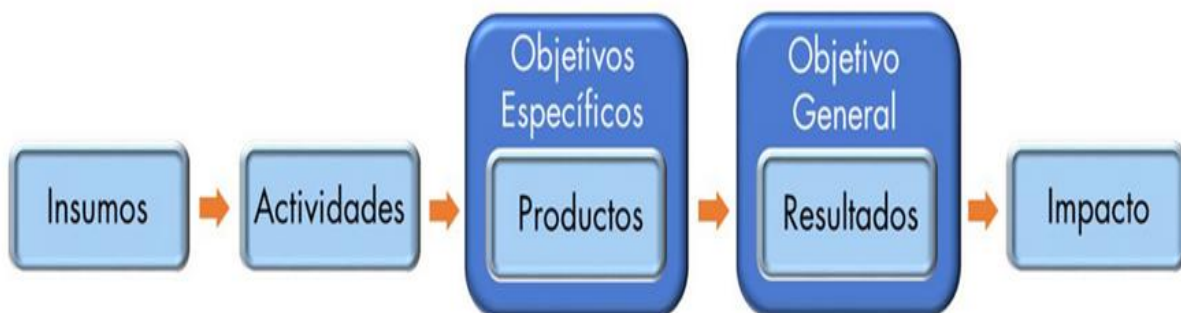 Insumos
Actividades
Objetivos
Específicos
Productos
Objetivo
General
Resultados
Impacto